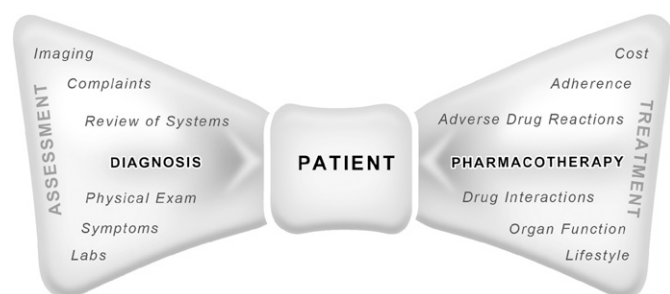 Imaging
Complaints
Review of Systems
DIAGNOSIS
Physical Exam
Symptoms
Labs
ASSESSMENT
PATIENT
Cost
Adherence
Adverse Drug Reactions
PHARMACOTHERAPY
Drug Interactions
Organ Function
Lifestyle
TREATMENT